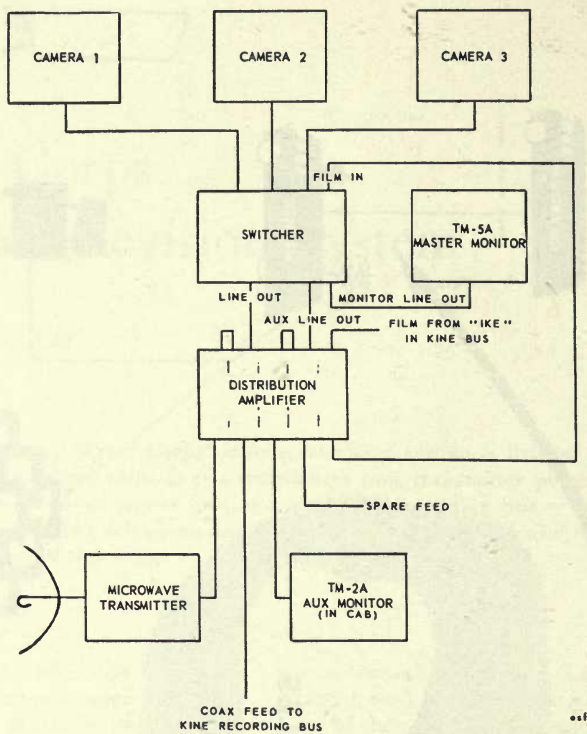 CAMERA 1
CAMERA 2
CAMERA 3
FILM IN
SWITCHER
TM-5A
MASTER MONITOR
LINE OUT
MONITOR LINE OUT
AUX LINE OUT
FILM FROM "IKE"
IN KINE BUS
DISTRIBUTION
AMPLIFIER
SPARE FEED
MICROWAVE
TRANSMITTER
TM-2A
AUX MONITOR
(IN CAB)
COAX FEED TO
KINE RECORDING BUS
esf